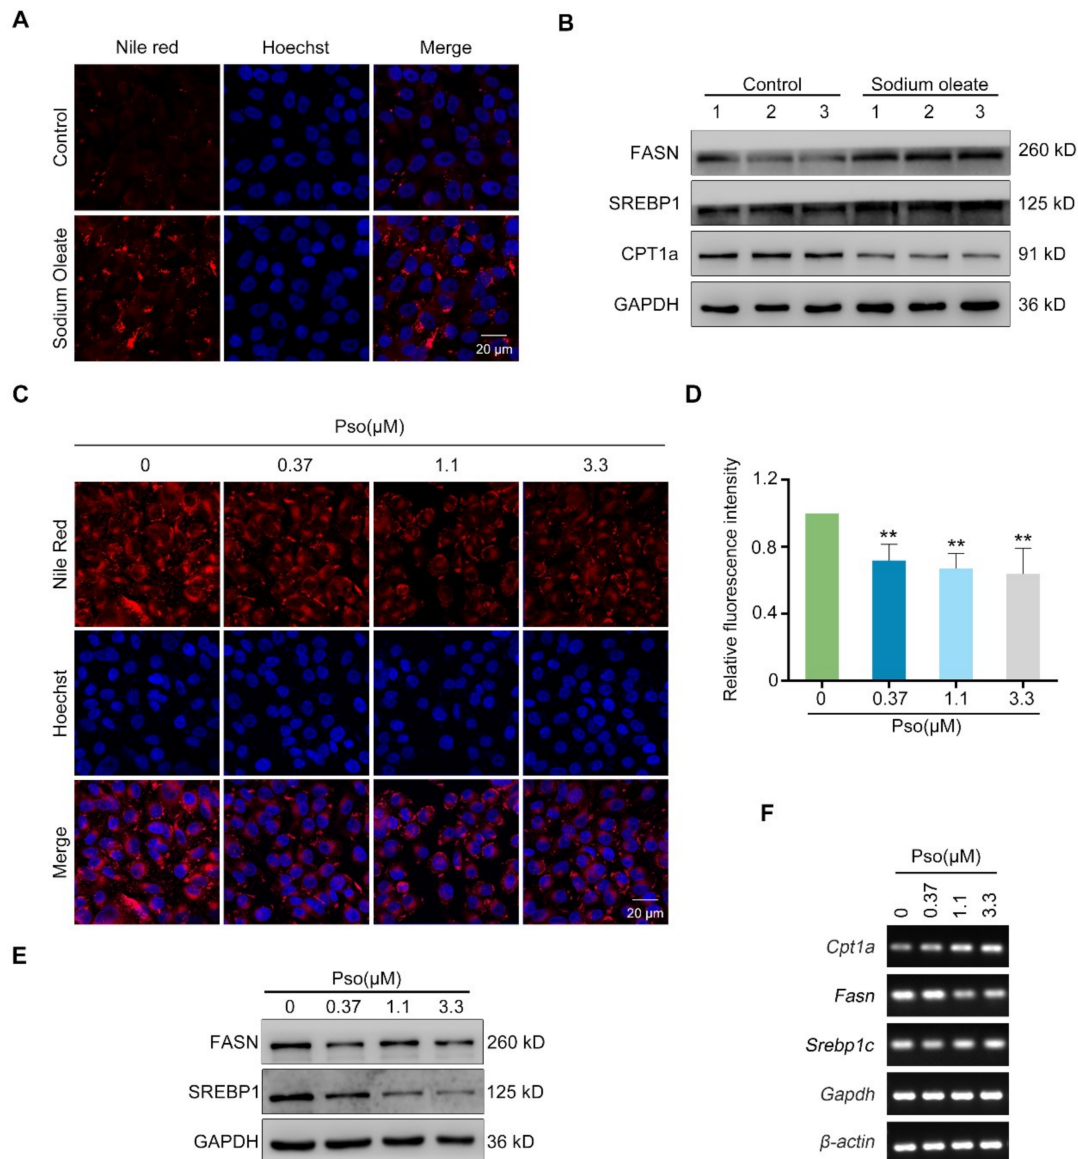 A
Nile red Hoechst Merge
Control
Sodium Oleate
20 µm
B
Control Sodium oleate
1 2 3 1 2 3
FASN 260 kD
SREBP1 125 kD
CPT1a 91 kD
GAPDH 36 kD
C
Pso(µM)
0 0.37 1.1 3.3
Nile Red
Hoechst
Merge
20 µm
D
Relative fluorescence intensity
1.2
0.8
0.4
0
** ** **
0 0.37 1.1 3.3
Pso(µM)
E
Pso(µM)
0 0.37 1.1 3.3
FASN 260 kD
SREBP1 125 kD
GAPDH 36 kD
F
Pso(µM)
0 0.37 1.1 3.3
Cpt1a
Fasn
Srebp1c
Gapdh
β-actin